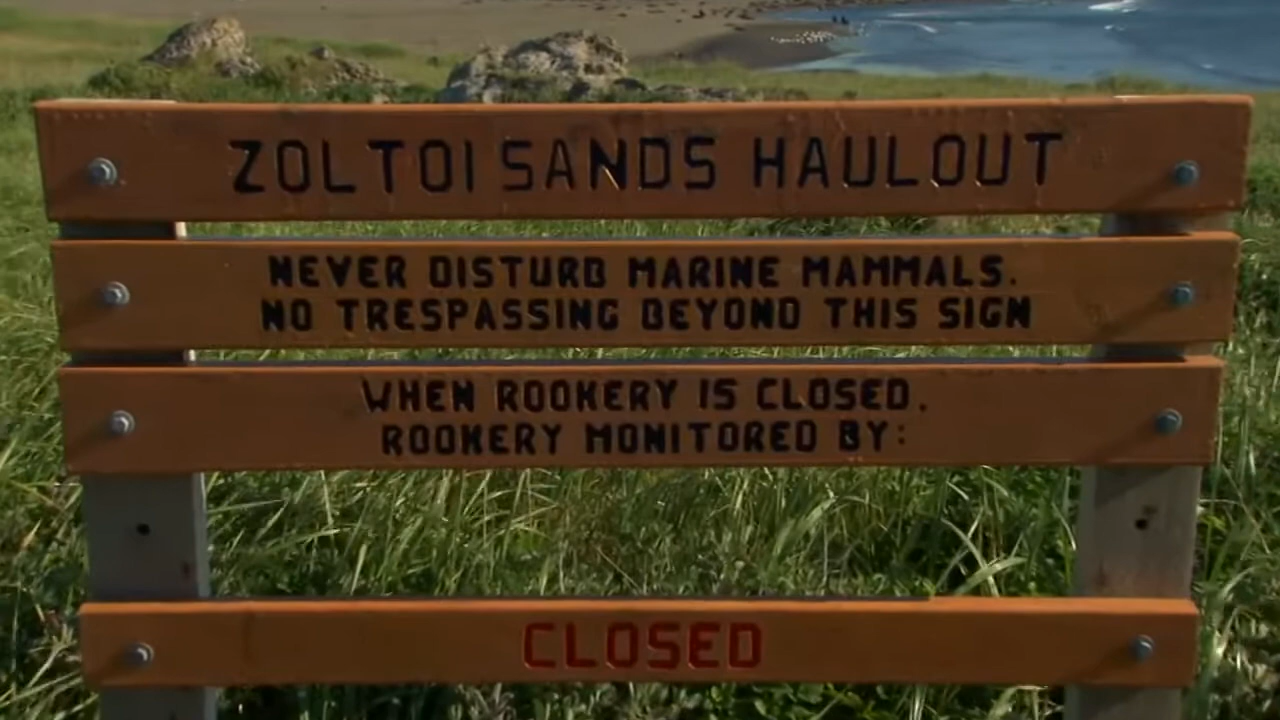 ZOLTOI SANDS HAULOUT
NEVER DISTURB MARINE MAMMALS.
NO TRESPASSING BEYOND THIS SIGN
WHEN ROOKERY IS CLOSED.
ROOKERY MONITORED BY:
CLOSED